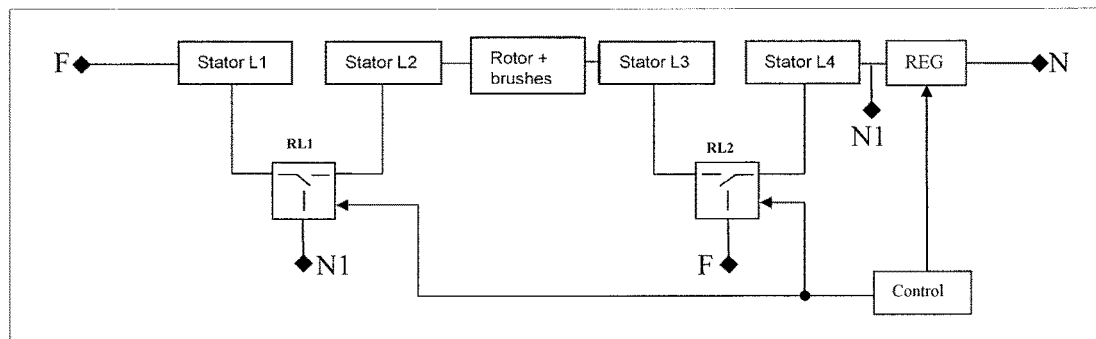 F
Stator L1
Stator L2
Rotor +
brushes
Stator L3
Stator L4
REG
N
N1
RL1
RL2
N1
F
Control